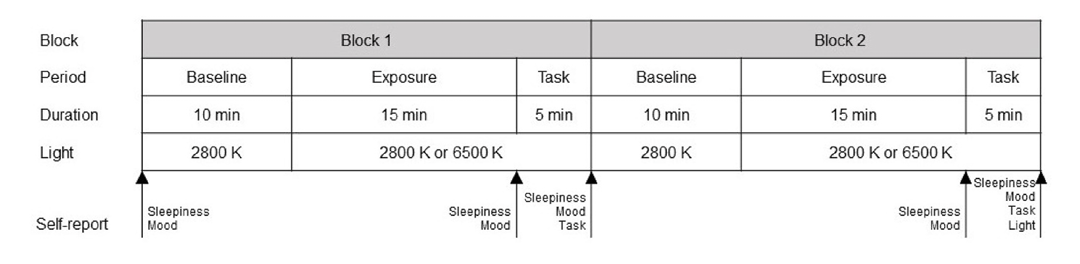 Block Block 1 Block 2
Period Baseline Exposure Task Baseline Exposure Task
Duration 10 min 15 min 5 min 10 min 15 min 5 min
Light 2800 K 2800 K or 6500 K 2800 K 2800 K or 6500 K
Self-report
Sleepiness
Mood
Sleepiness
Mood
Sleepiness
Mood
Task
Sleepiness
Mood
Sleepiness
Mood
Task
Light